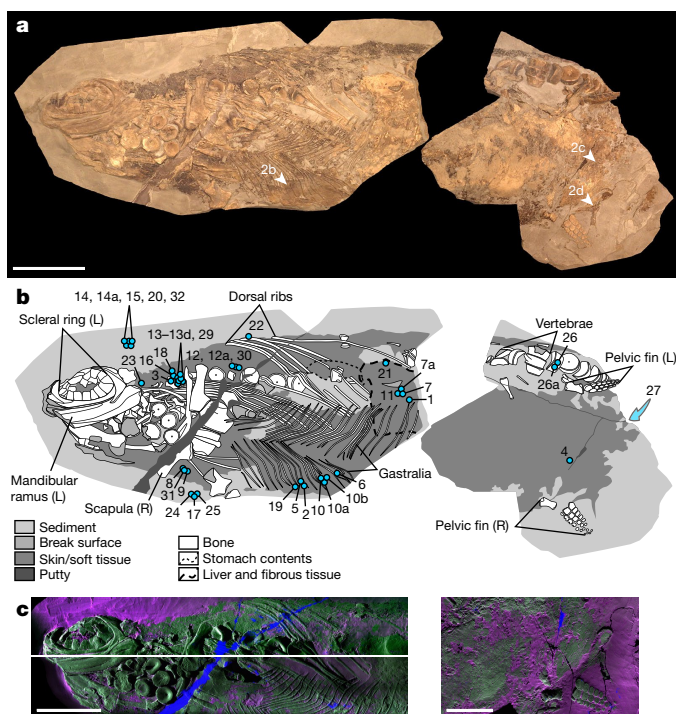 a
2b
2c
2d
b
14, 14a, 15, 20, 32
Scleral ring (L)
13–13d, 29
Dorsal ribs
22
18
12, 12a, 30
23 16
3
21
7a
7
11
1
Vertebrae
26
26a
Pelvic fin (L)
27
4
Mandibular
ramus (L)
Scapula (R)
8
9
31
24
17
25
19
5
2
10
10a
10b
6
Gastralia
Pelvic fin (R)
Sediment
Break surface
Skin/soft tissue
Putty
Bone
Stomach contents
Liver and fibrous tissue
c